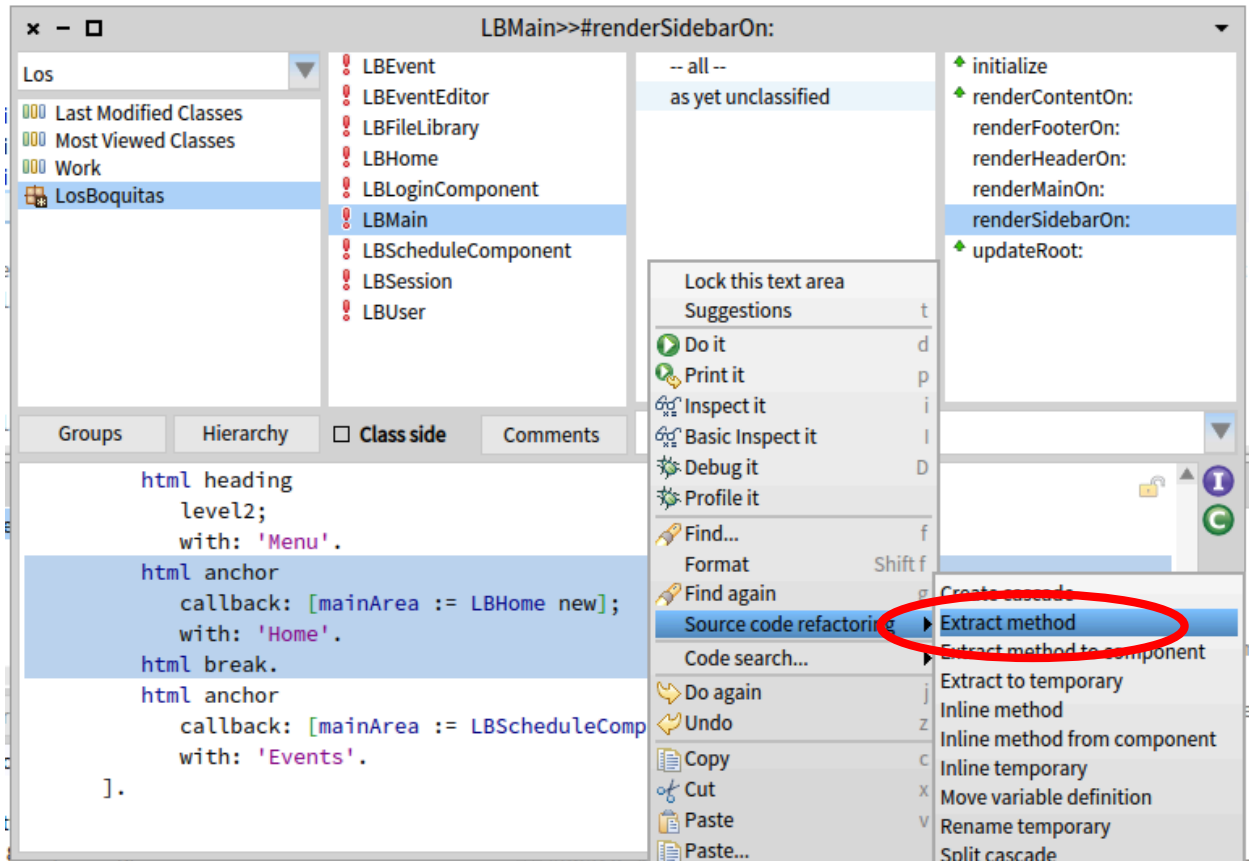 LBMain>>#renderSidebarOn:
Los
Last Modified Classes
Most Viewed Classes
Work
LosBoquitas
LBEvent
LBEventEditor
LBFileLibrary
LBHome
LBLoginComponent
LBMain
LBScheduleComponent
LBSession
LBUser
-- all --
as yet unclassified
initialize
renderContentOn:
renderFooterOn:
renderHeaderOn:
renderMainOn:
renderSidebarOn:
updateRoot:
Groups
Hierarchy
Class side
Comments
html heading
level2;
with: 'Menu'.
html anchor
callback: [mainArea := LBHome new];
with: 'Home'.
html break.
html anchor
callback: [mainArea := LBScheduleComp
with: 'Events'.
].
I
C
Lock this text area
Suggestions t
Do it d
Print it p
Inspect it i
Basic Inspect it I
Debug it D
Profile it
Find... f
Format Shift f
Find again g
Source code refactoring
Code search...
Do again j
Undo z
Copy c
Cut x
Paste v
Paste...
Create cascade
Extract method
Extract method to component
Extract to temporary
Inline method
Inline method from component
Inline temporary
Move variable definition
Rename temporary
Split cascade